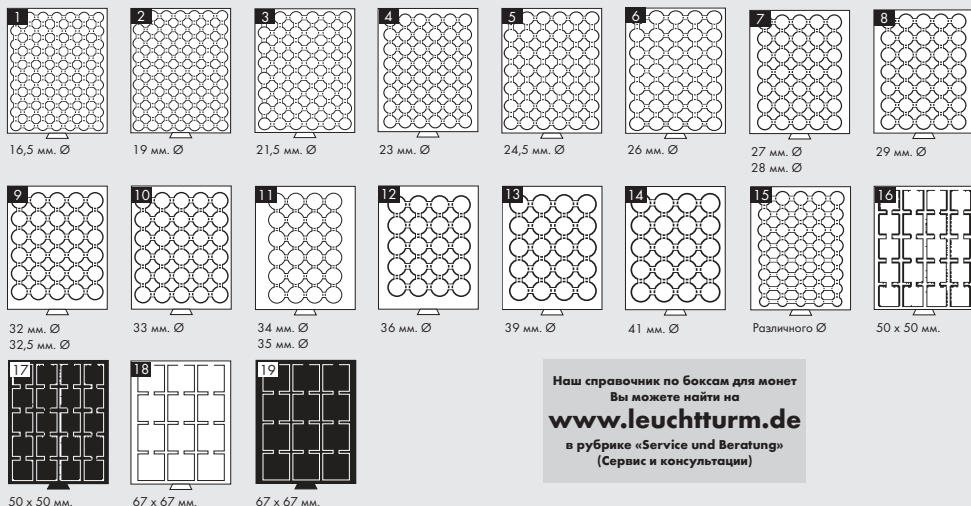 1 2 3 4 5 6 7 8
16,5 мм. Ø 19 мм. Ø 21,5 мм. Ø 23 мм. Ø 24,5 мм. Ø 26 мм. Ø 27 мм. Ø 29 мм. Ø
28 мм. Ø
9 10 11 12 13 14 15 16
32 мм. Ø 33 мм. Ø 34 мм. Ø 36 мм. Ø 39 мм. Ø 41 мм. Ø Различного Ø 50 x 50 мм.
32,5 мм. Ø 35 мм. Ø
17 18 19
50 x 50 мм. 67 x 67 мм. 67 x 67 мм.
Наш справочник по боксам для монет
Вы можете найти на
www.leuchtturm.de
в рубрике «Service und Beratung»
(Сервис и консультации)